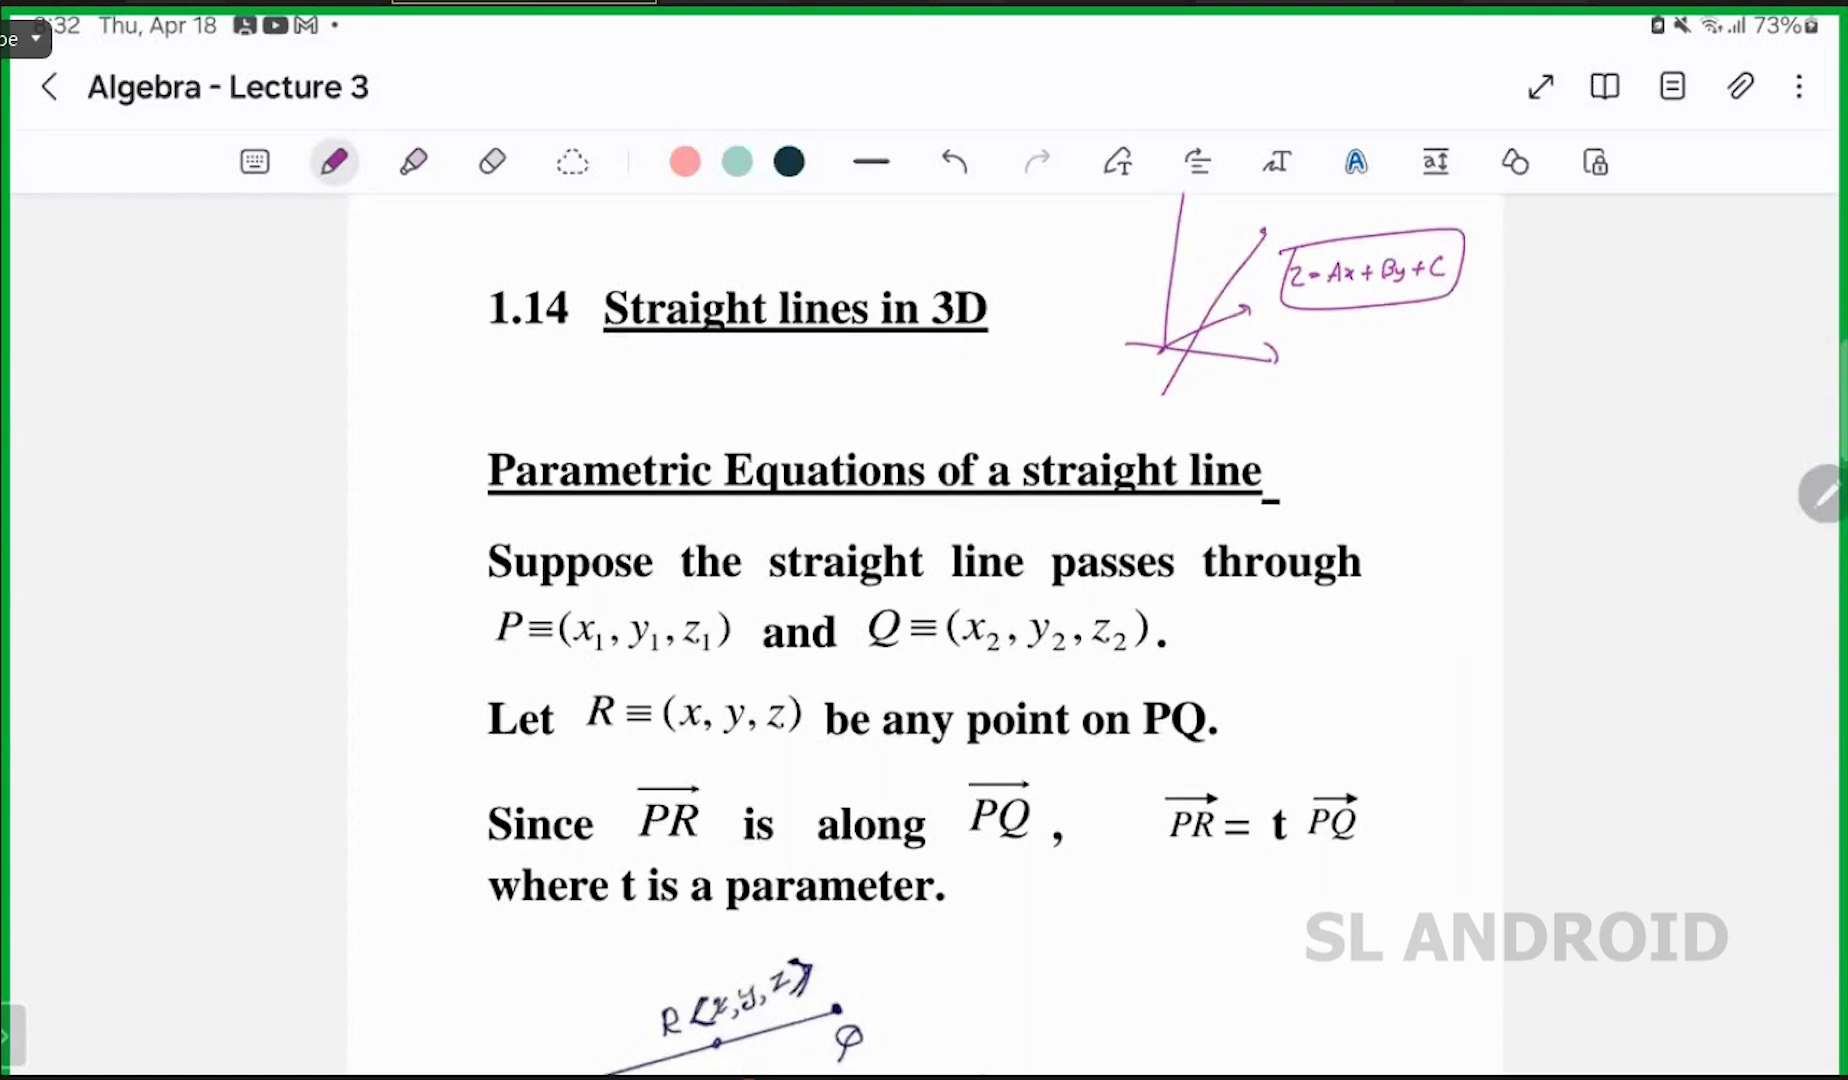 8:32 Thu, Apr 18
73%
be
Algebra - Lecture 3
z = Ax + By + C
1.14 Straight lines in 3D
Parametric Equations of a straight line
Suppose the straight line passes through
P≡(x₁, y₁, z₁) and Q≡(x₂, y₂, z₂).
Let R≡(x, y, z) be any point on PQ.
Since PR⃗ is along PQ⃗ , PR⃗ = t PQ⃗
where t is a parameter.
SL ANDROID
R (x, y, z)
Q